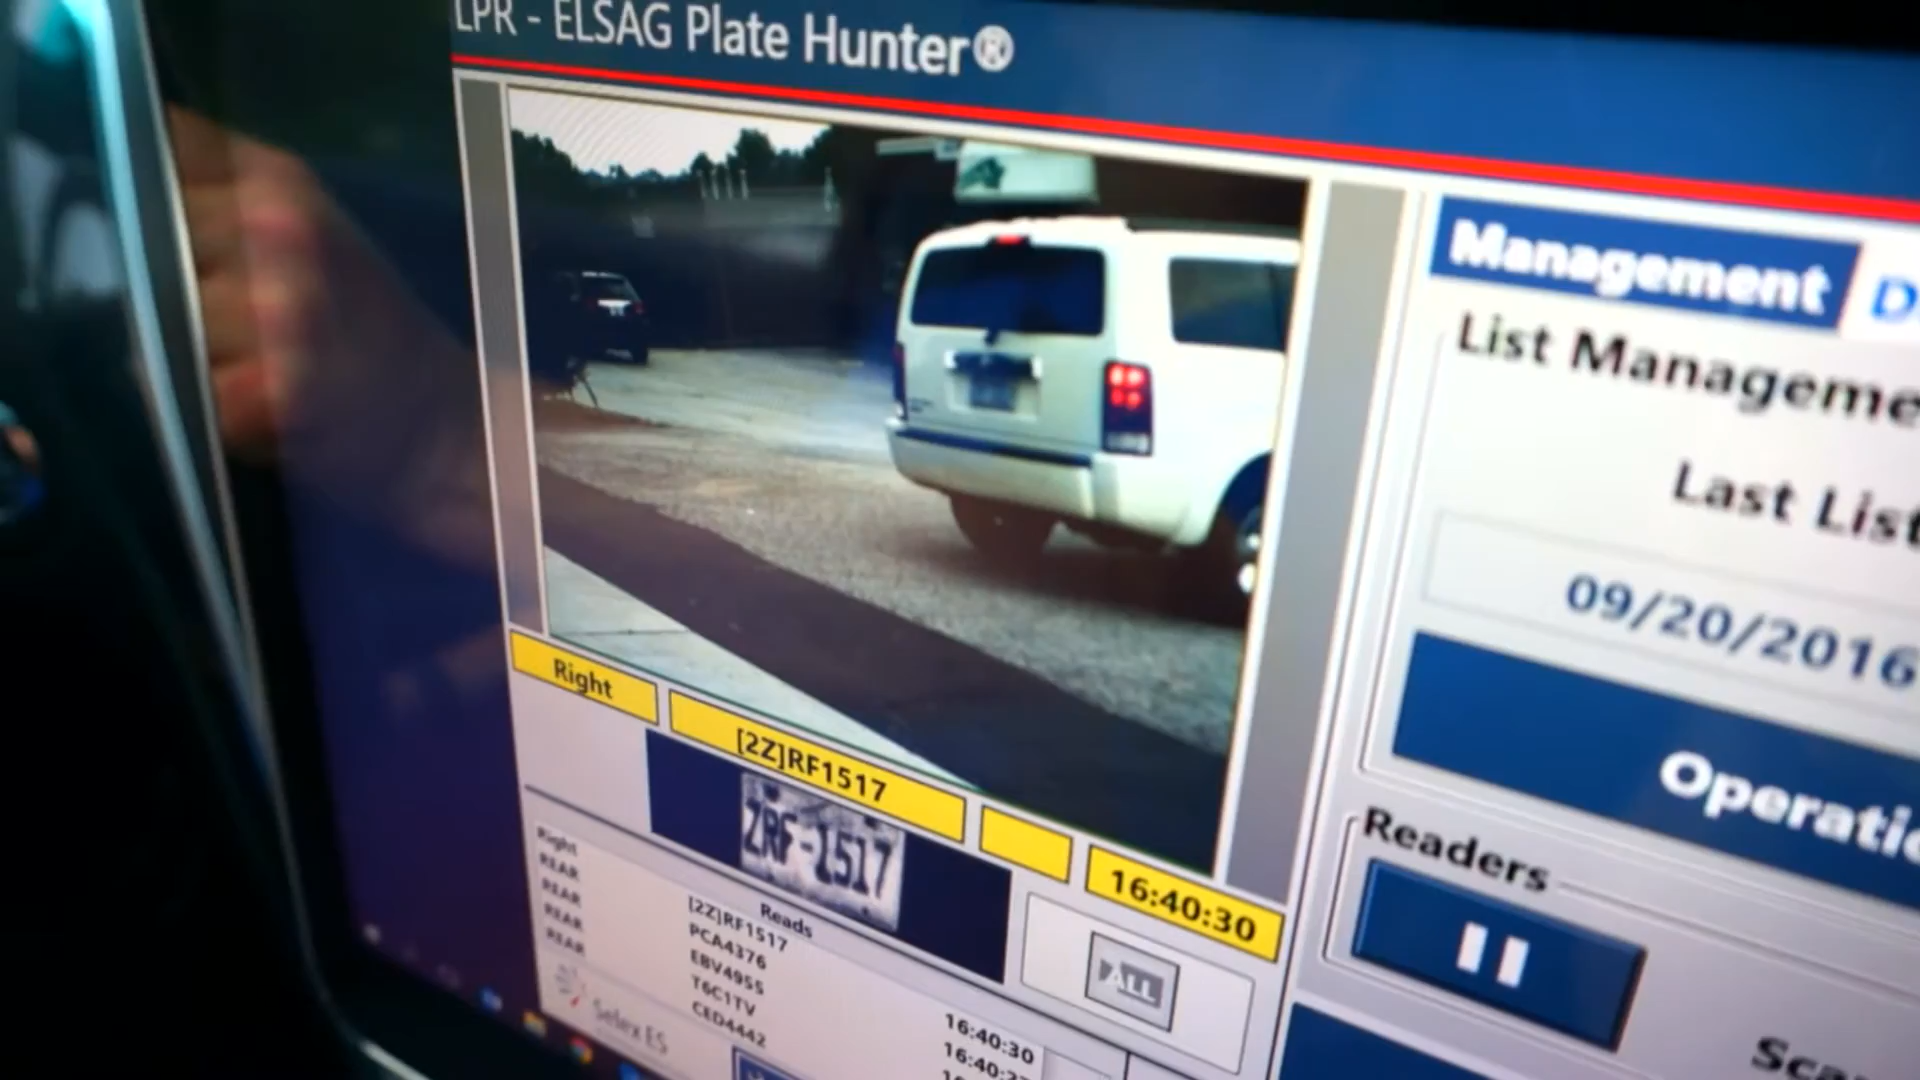 LPR - ELSAG Plate Hunter®
Management D
List Manageme
Last List
09/20/2016
Operatio
Readers
Right
[2Z]RF1517
16:40:30
ZRF-1517
ALL
Reads
Right [2Z]RF1517 16:40:30
REAR PCA4376
REAR EBV4955
REAR T6C1TV
REAR CED4442
Selex ES
Sca